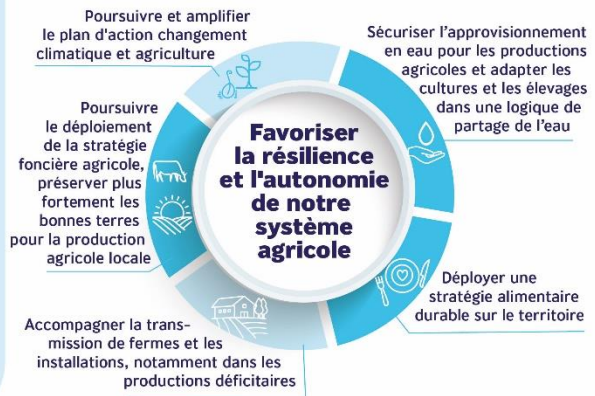 Poursuivre et amplifier
le plan d'action changement
climatique et agriculture
Sécuriser l'approvisionnement
en eau pour les productions
agricoles et adapter les
cultures et les élevages
dans une logique de
partage de l'eau
Poursuivre
le déploiement
de la stratégie
foncière agricole,
préserver plus
fortement les
bonnes terres
pour la production
agricole locale
Favoriser
la résilience
et l'autonomie
de notre
système
agricole
Déployer une
stratégie alimentaire
durable sur le territoire
Accompagner la trans-
mission de fermes et les
installations, notamment dans les
productions déficitaires